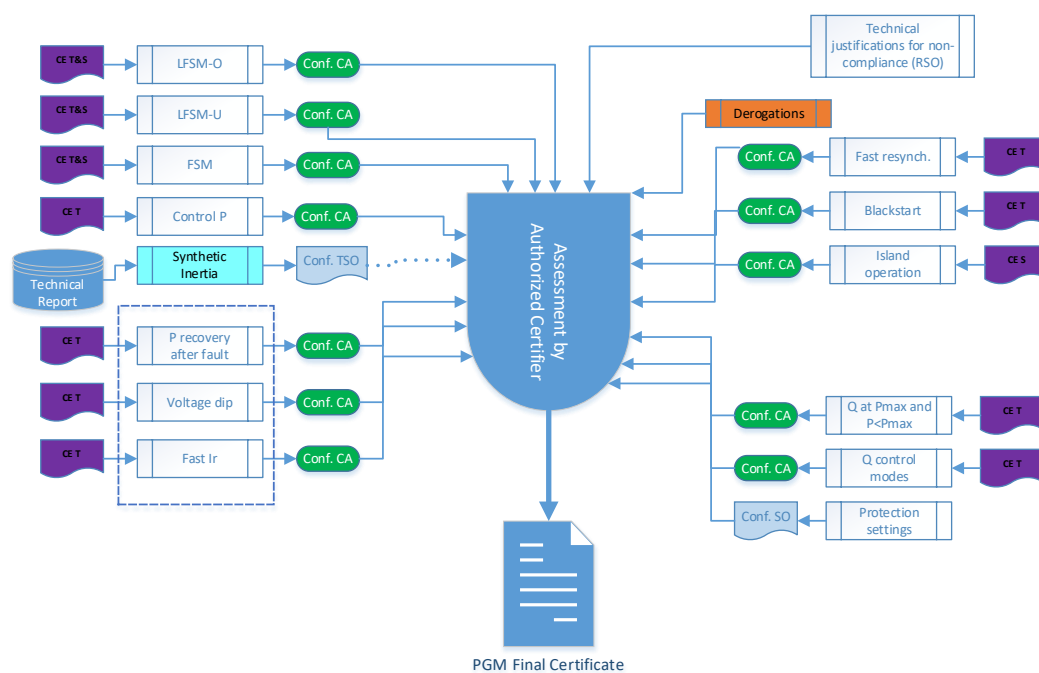 Technical
justifications for non-
compliance (RSO)
CE T&S
LFSM-O
Conf. CA
CE T&S
LFSM-U
Conf. CA
Derogations
CE T&S
FSM
Conf. CA
Conf. CA
Fast resynch.
CE T
CE T
Control P
Conf. CA
Conf. CA
Blackstart
CE T
Technical
Report
Synthetic
Inertia
Conf. TSO
Conf. CA
Island
operation
CE S
Assessment by
Authorized Certifier
CE T
P recovery
after fault
Conf. CA
CE T
Voltage dip
Conf. CA
Conf. CA
Q at Pmax and
P<Pmax
CE T
CE T
Fast Ir
Conf. CA
Conf. CA
Q control
modes
CE T
Conf. SO
Protection
settings
PGM Final Certificate